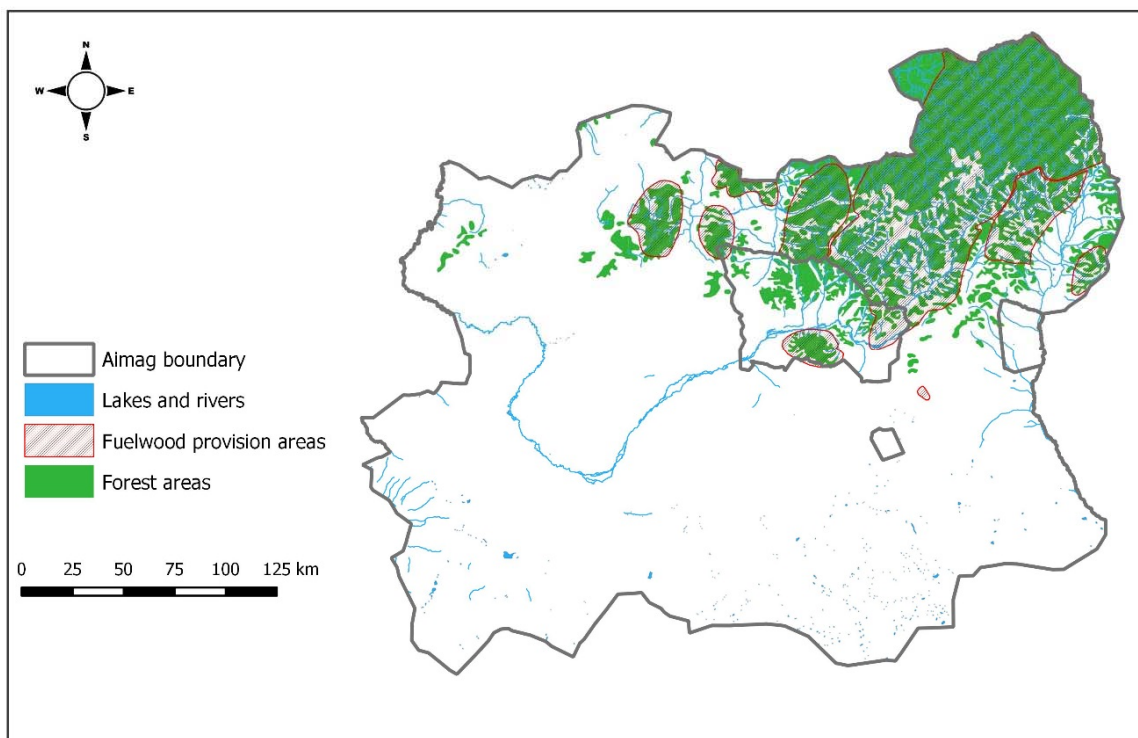 N
W E
S
Aimag boundary
Lakes and rivers
Fuelwood provision areas
Forest areas
0 25 50 75 100 125 km